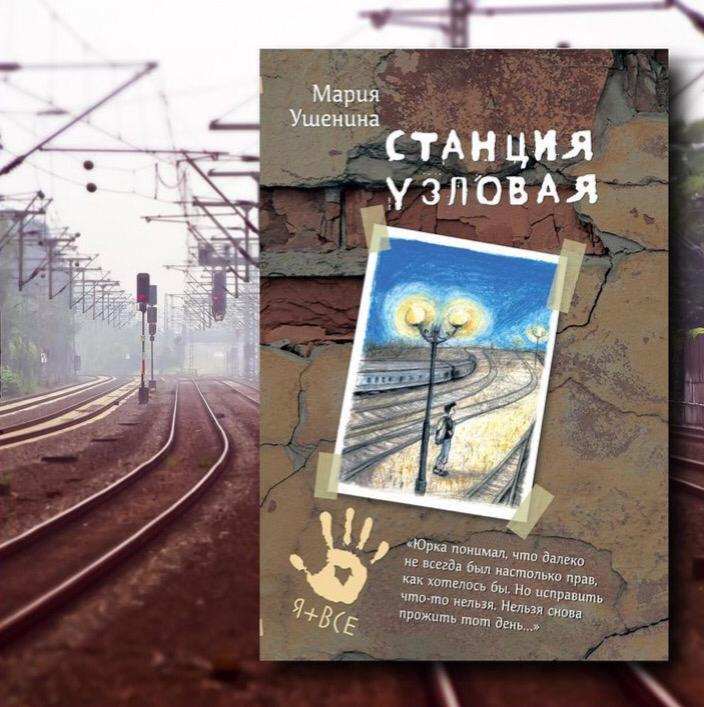 Мария
Ушенина
СТАНЦИЯ
УЗЛОВАЯ
Я+ВСЕ
«Юрка понимал, что далеко
не всегда был настолько прав,
как хотелось бы. Но исправить
что-то нельзя. Нельзя снова
прожить тот день...»